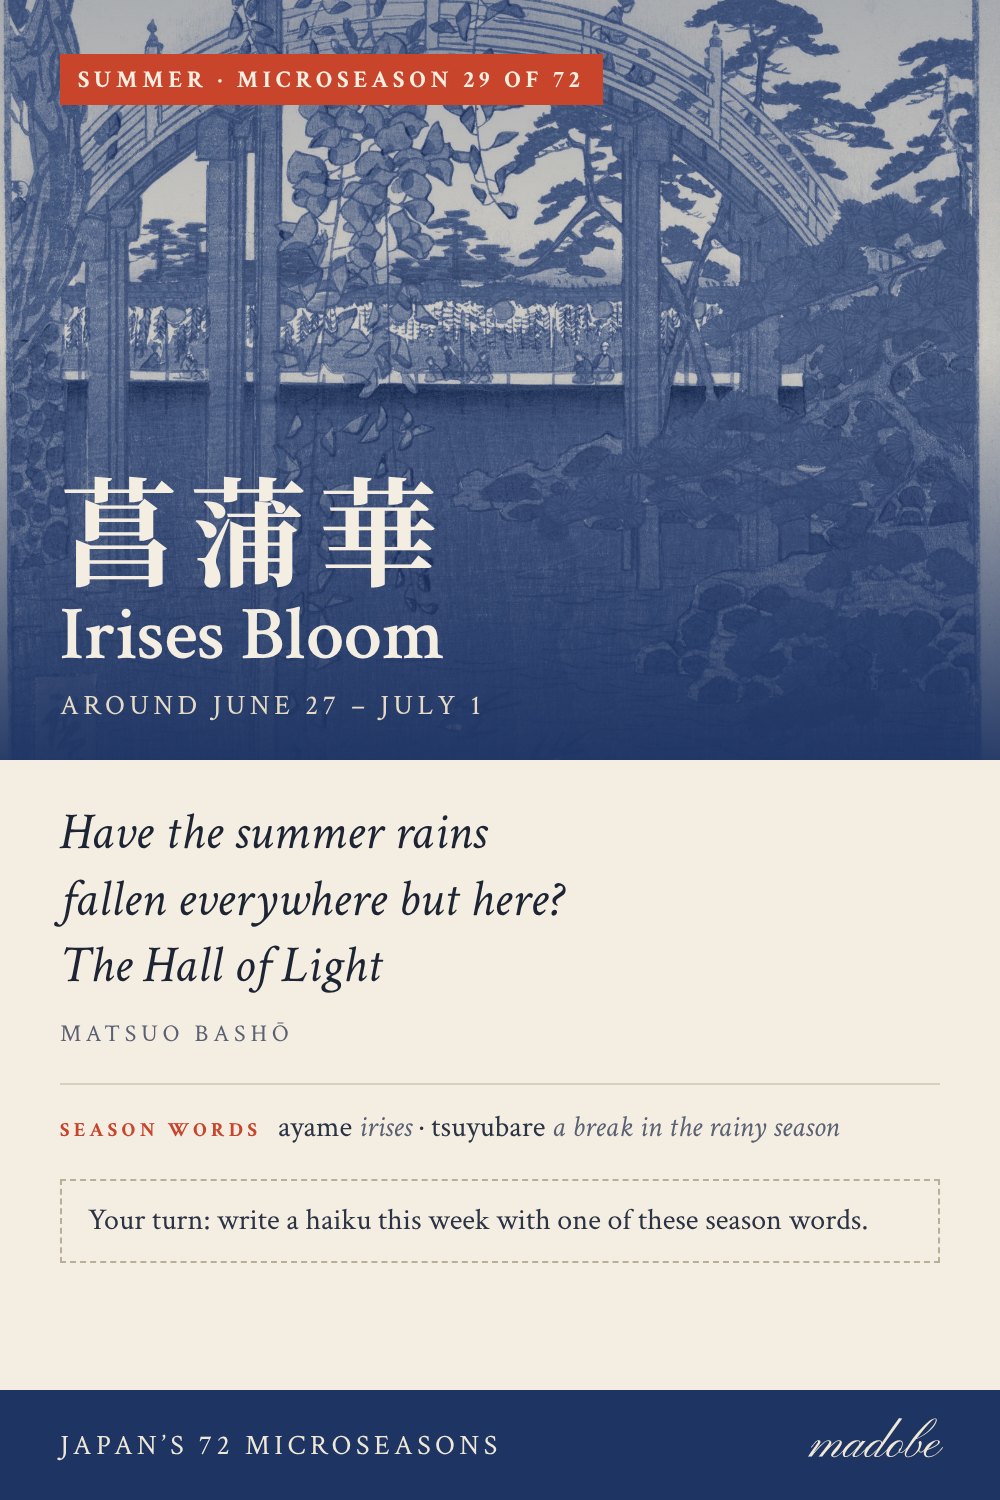 SUMMER · MICROSEASON 29 OF 72
菖蒲華
Irises Bloom
AROUND JUNE 27 – JULY 1
Have the summer rains
fallen everywhere but here?
The Hall of Light
MATSUO BASHŌ
SEASON WORDS ayame irises · tsuyubare a break in the rainy season
Your turn: write a haiku this week with one of these season words.
JAPAN’S 72 MICROSEASONS
madobe